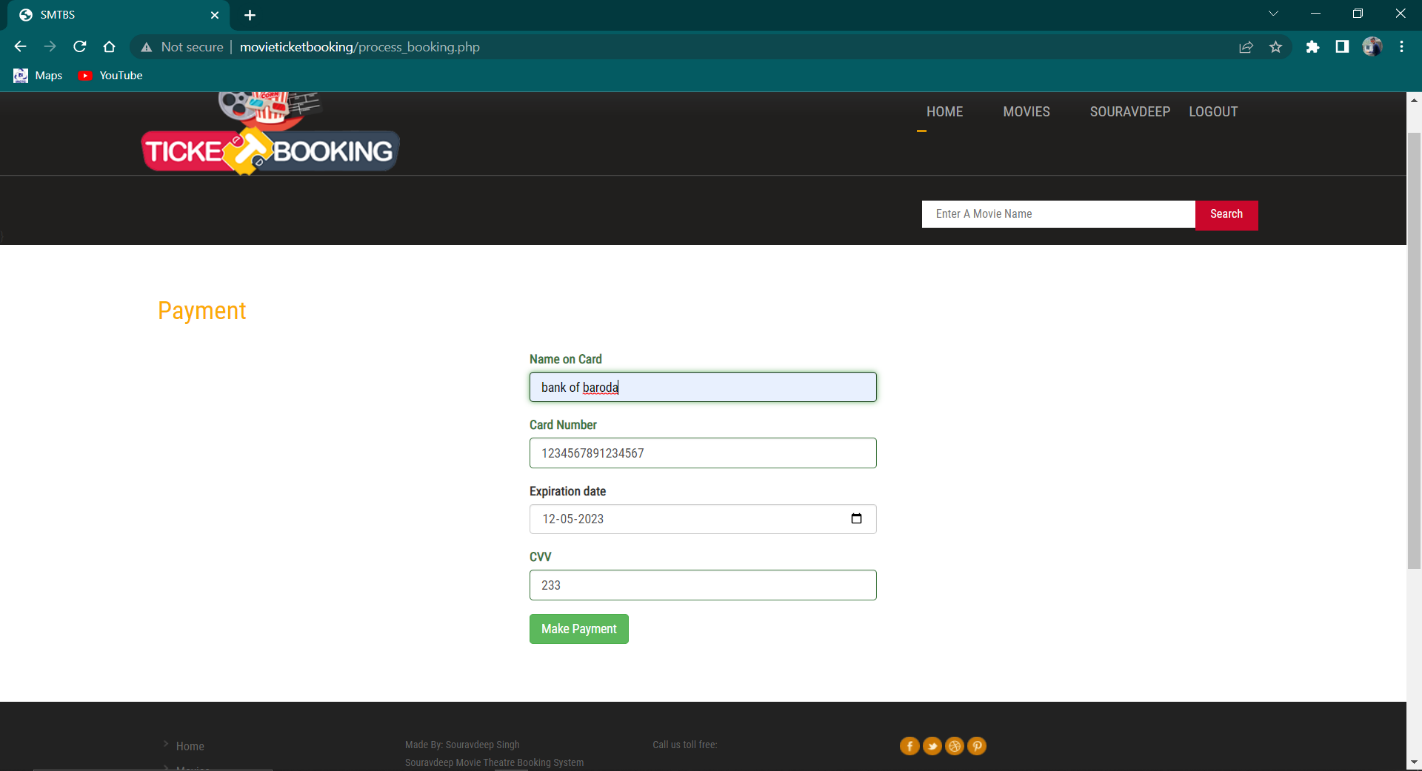 SMTBS
Not secure | movieticketbooking/process_booking.php
Maps YouTube
TICKETBOOKING
HOME MOVIES SOURAVDEEP LOGOUT
Enter A Movie Name Search
Payment
Name on Card
bank of baroda
Card Number
1234567891234567
Expiration date
12-05-2023
CVV
233
Make Payment
Home Made By: Souravdeep Singh Call us toll free:
Movies Souravdeep Movie Theatre Booking System